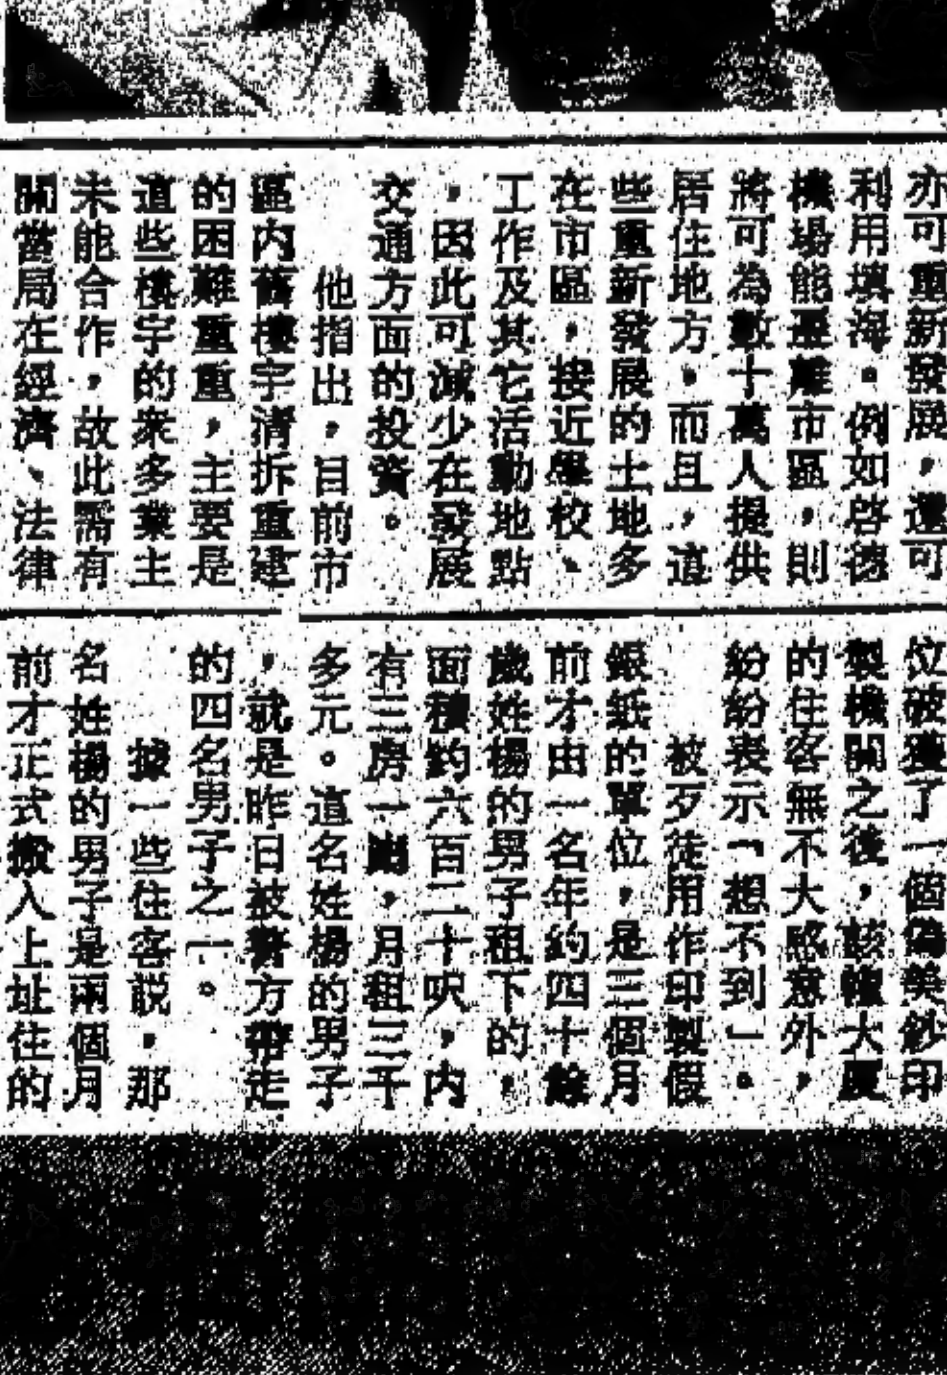 亦可重新發展，還可
利用填海。例如啓德
機場能遷離市區，則
將可為數十萬人提供
居住地方。而且，這
些重新發展的土地多
在市區，接近學校、
工作及其它活動地點
，因此可減少在發展
交通方面的投資。
他指出，目前市
區內舊樓宇清拆重建
的困難重重，主要是
這些樓宇的眾多業主
未能合作，故此需有
關當局在經濟、法律
位破獲了一個偽美鈔印
製機關之後，該幢大廈
的住客無不大感意外，
紛紛表示「想不到」。
被歹徒用作印製假
銀紙的單位，是三個月
前才由一名年約四十餘
歲姓楊的男子租下的，
面積約六百二十呎，內
有三房一廳，月租三千
多元。這名姓楊的男子
，就是昨日被警方帶走
的四名男子之一。
據一些住客説，那
名姓楊的男子是兩個月
前才正式搬入上址住的